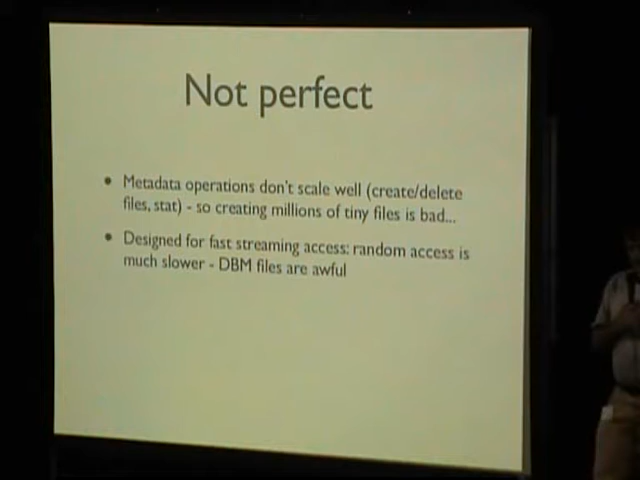 Not perfect
• Metadata operations don't scale well (create/delete
files, stat) - so creating millions of tiny files is bad...
• Designed for fast streaming access: random access is
much slower - DBM files are awful